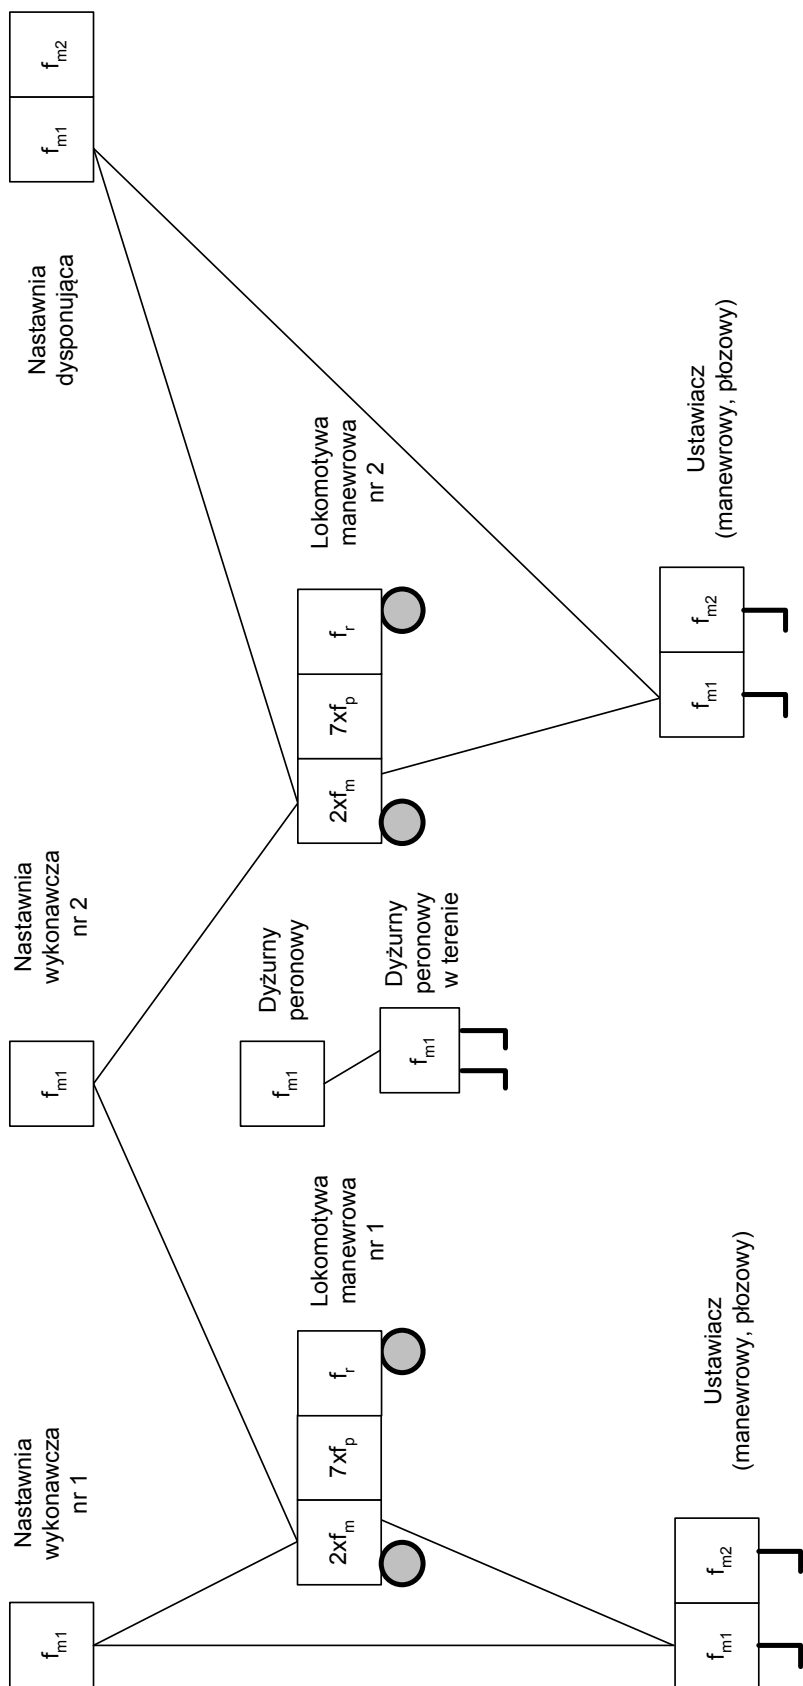 f_m1
Nastawnia
wykonawcza
nr 1
f_m1
Nastawnia
wykonawcza
nr 2
Nastawnia
dysponująca
f_m1
f_m2
f_m1
Dyżurny
peronowy
2xf_m
7xf_p
f_r
Lokomotywa
manewrowa
nr 1
f_m1
Dyżurny
peronowy
w terenie
2xf_m
7xf_p
f_r
Lokomotywa
manewrowa
nr 2
f_m1
f_m2
Ustawiacz
(manewrowy, płozowy)
f_m1
f_m2
Ustawiacz
(manewrowy, płozowy)